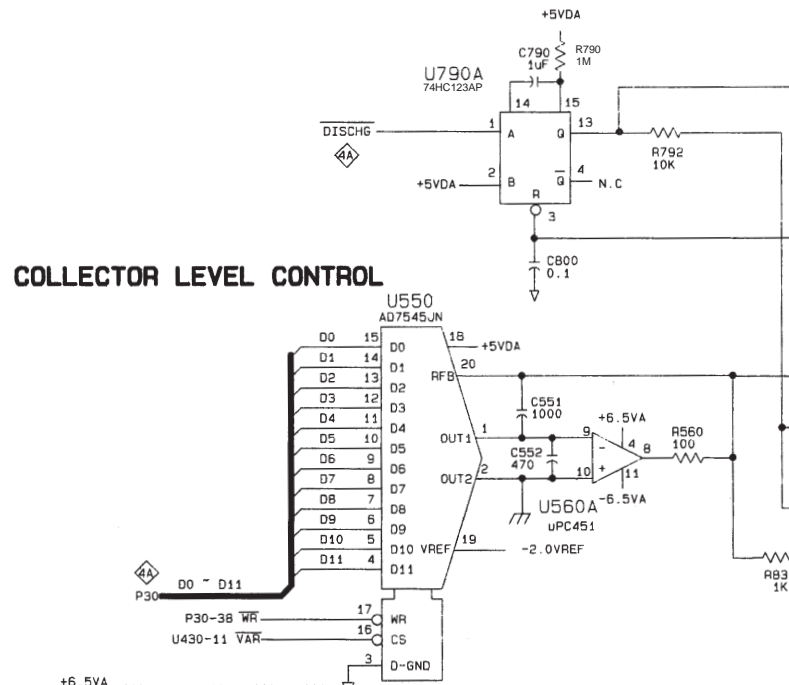 +5VDA
C790
1uF
R790
1M
U790A
74HC123AP
14
15
DISCHG
1
A
Q
13
4A
R792
10K
+5VDA
2
B
Q
4
N.C
R
3
C800
0.1
COLLECTOR LEVEL CONTROL
U550
AD7545JN
D0
15
D0
18
+5VDA
D1
14
D1
RFB
20
D2
13
D2
D3
12
D3
C551
1000
D4
11
D4
OUT1
1
+6.5VA
D5
10
D5
9
-
4
8
R560
100
D6
9
D6
C552
470
D7
8
D7
OUT2
2
10
+
11
-6.5VA
D8
7
D8
U560A
uPC451
D9
6
D9
D10
5
D10
VREF
19
-2.0VREF
D11
4
D11
R83
1K
4A
P30
D0 ~ D11
P30-38 WR
17
WR
U430-11 VAR
16
CS
3
D-GND
+6.5VA